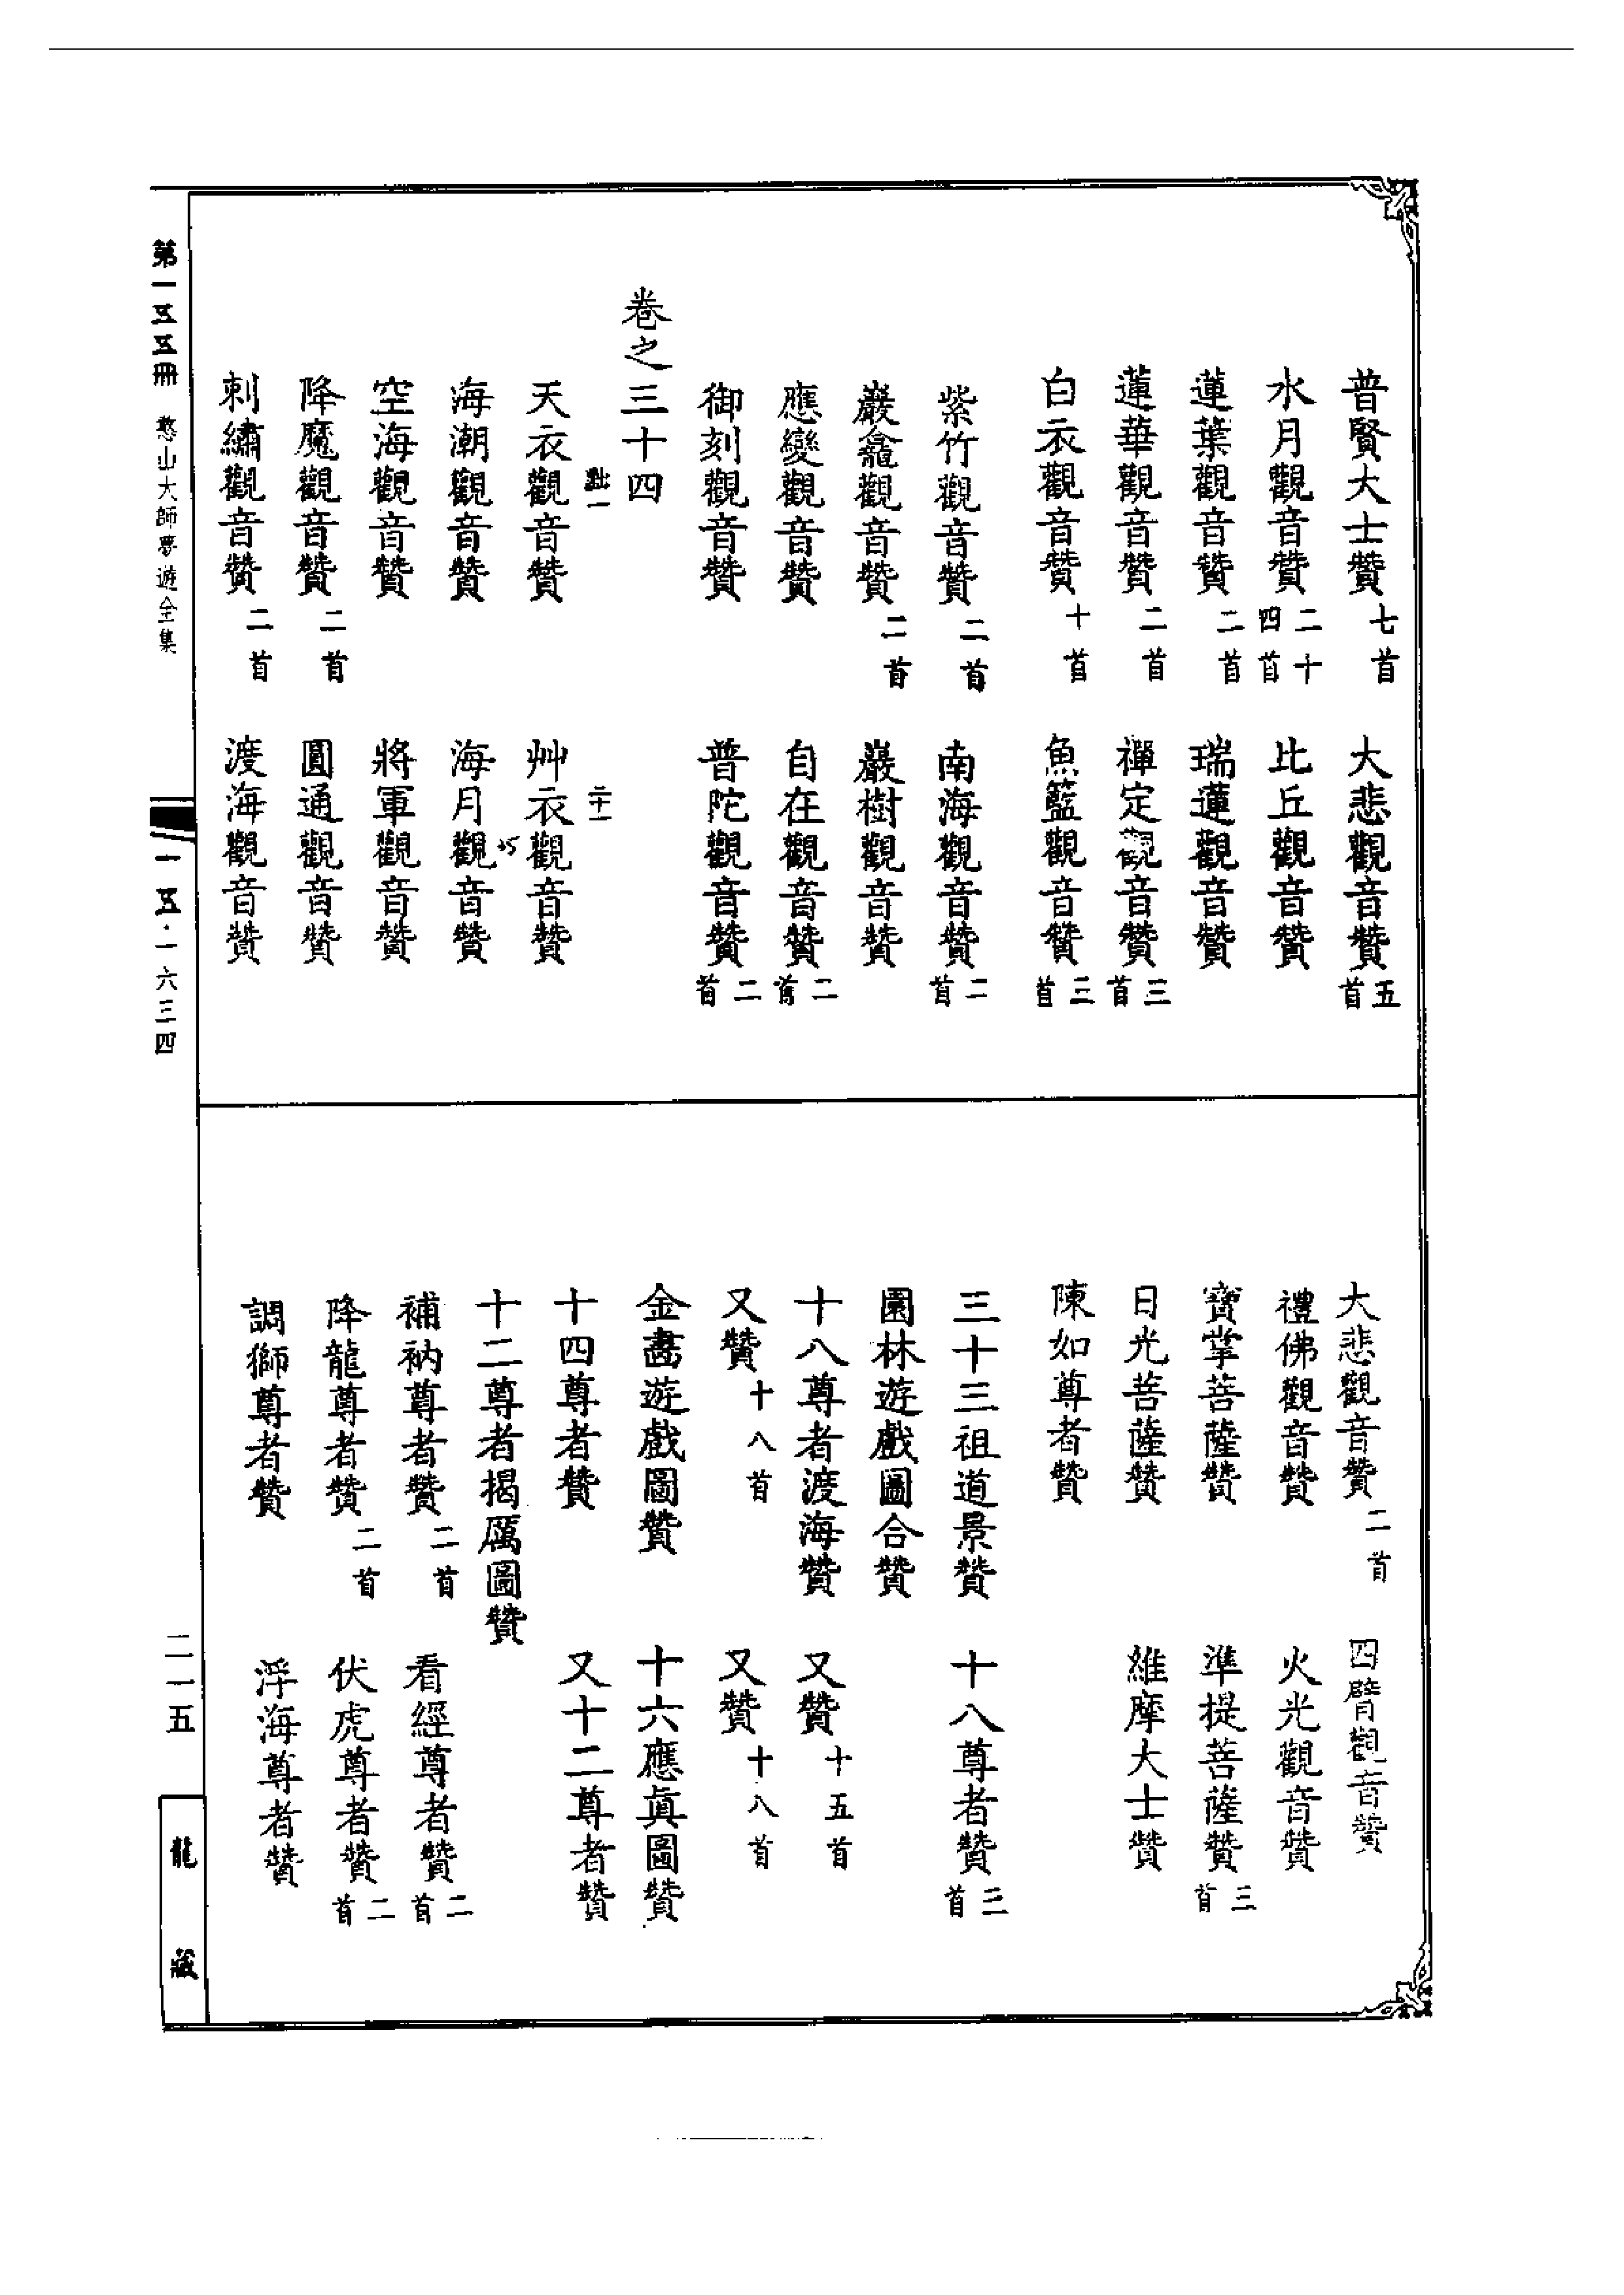 普賢大士贊七首　大悲觀音贊五首
水月觀音贊二十四首　比丘觀音贊
蓮葉觀音贊二首　瑞蓮觀音贊
蓮華觀音贊二首　禪定觀音贊三首
白衣觀音贊十首　魚籃觀音贊三首
紫竹觀音贊二首　南海觀音贊二首
巖龕觀音贊二首　巖樹觀音贊
應變觀音贊　自在觀音贊二首
御刻觀音贊　普陀觀音贊二首
卷之三十四
天衣觀音贊　艸衣觀音贊
海潮觀音贊　海月觀音贊
空海觀音贊　將軍觀音贊
降魔觀音贊二首　圓通觀音贊
刺繡觀音贊二首　渡海觀音贊
大悲觀音贊二首　四臂觀音贊
禮佛觀音贊　火光觀音贊
寶掌菩薩贊　準提菩薩贊三首
日光菩薩贊　維摩大士贊
陳如尊者贊
三十三祖道景贊　十八尊者贊三首
園林遊戲圖合贊
十八尊者渡海贊　又贊十五首
又贊十八首　又贊十八首
金畵遊戲圖贊　十六應眞圖贊
十四尊者贊　又十二尊者贊
十二尊者揭厲圖贊
補衲尊者贊二首　看經尊者贊二首
降龍尊者贊二首　伏虎尊者贊二首
調獅尊者贊　浮海尊者贊
第一五五冊　憨山大師夢遊全集
一五·一六三四
二一五
龍藏